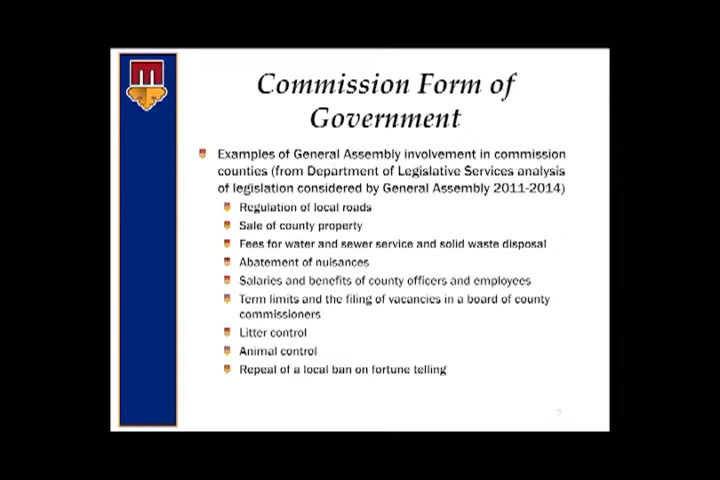 Commission Form of
Government
Examples of General Assembly involvement in commission
counties (from Department of Legislative Services analysis
of legislation considered by General Assembly 2011-2014)
Regulation of local roads
Sale of county property
Fees for water and sewer service and solid waste disposal
Abatement of nuisances
Salaries and benefits of county officers and employees
Term limits and the filing of vacancies in a board of county
commissioners
Litter control
Animal control
Repeal of a local ban on fortune telling
7